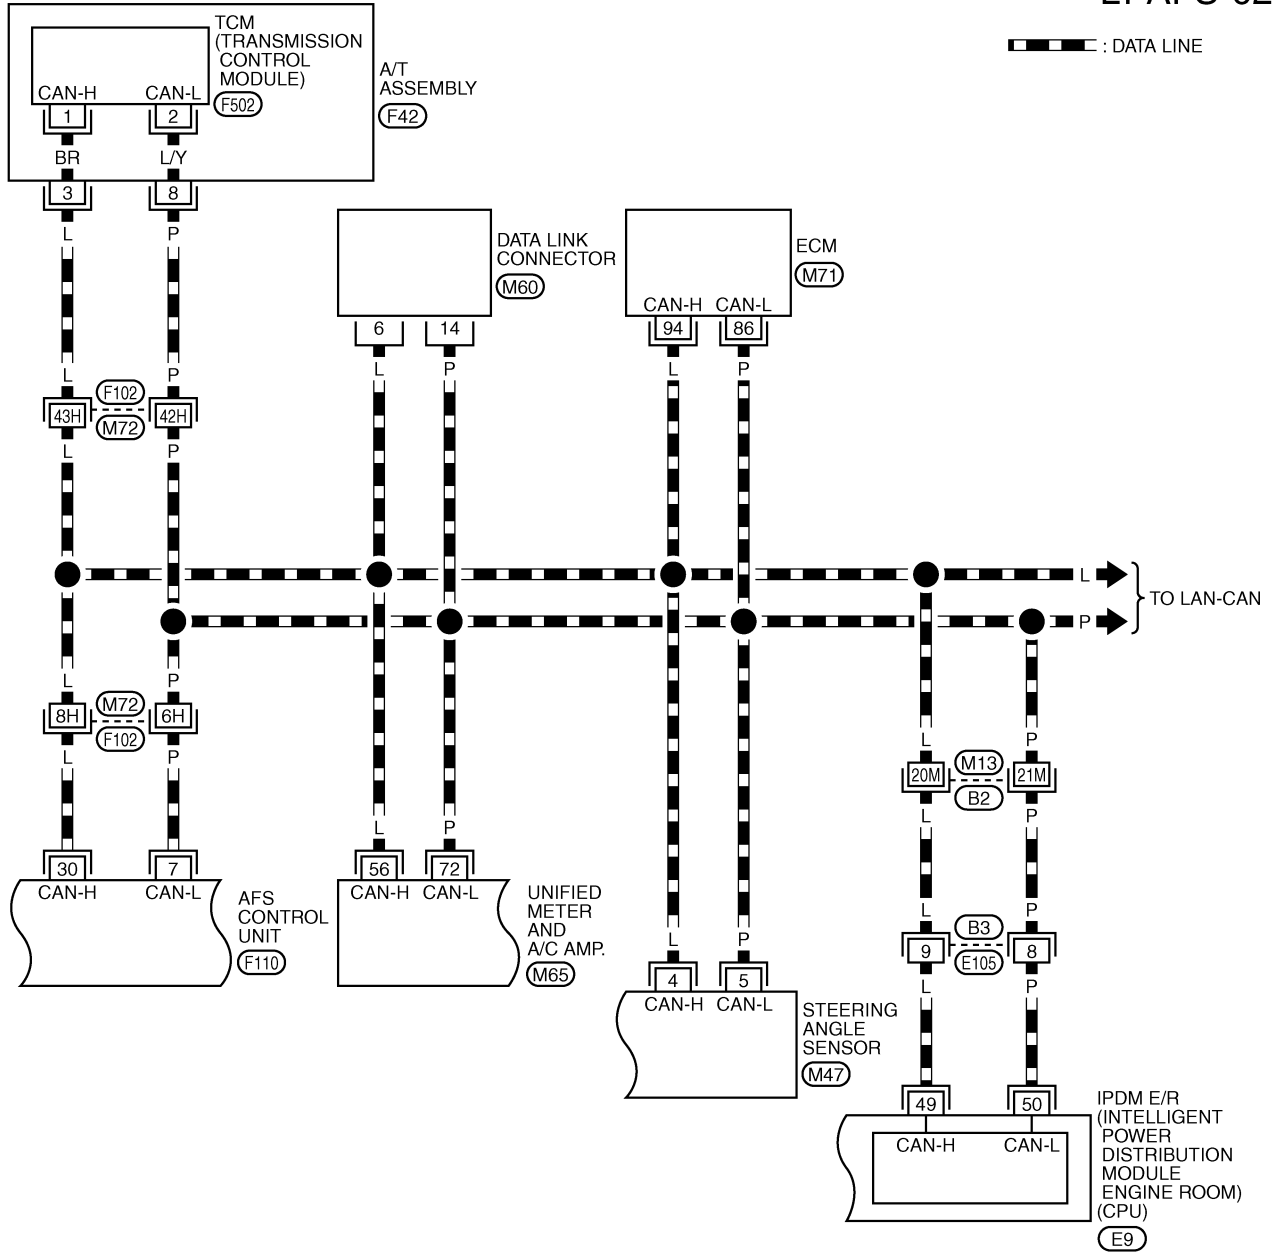 : DATA LINE
TCM
(TRANSMISSION
CONTROL
MODULE)
F502
A/T
ASSEMBLY
F42
CAN-H
CAN-L
1
2
BR
L/Y
3
8
L
P
DATA LINK
CONNECTOR
M60
6
14
L
P
ECM
M71
CAN-H
CAN-L
94
86
L
P
L
P
F102
43H
42H
M72
L
P
L
P
TO LAN-CAN
L
P
M72
8H
6H
F102
L
P
30
7
CAN-H
CAN-L
AFS
CONTROL
UNIT
F110
L
P
56
72
CAN-H
CAN-L
UNIFIED
METER
AND
A/C AMP.
M65
L
P
4
5
CAN-H
CAN-L
STEERING
ANGLE
SENSOR
M47
L
P
M13
20M
21M
B2
L
P
L
P
B3
9
8
E105
L
P
49
50
CAN-H
CAN-L
IPDM E/R
(INTELLIGENT
POWER
DISTRIBUTION
MODULE
ENGINE ROOM)
(CPU)
E9